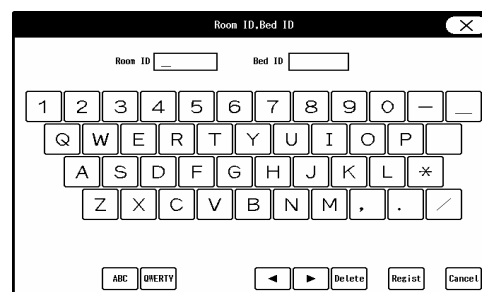 Room ID,Bed ID
Room ID _ Bed ID
1 2 3 4 5 6 7 8 9 0 - _
Q W E R T Y U I O P
A S D F G H J K L *
Z X C V B N M , . /
ABC QWERTY ◄ ► Delete Regist Cancel